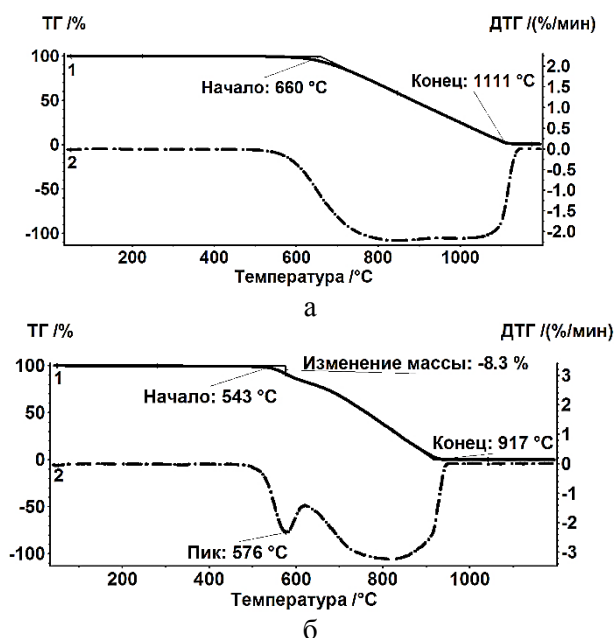 ТГ /%
ДТГ /(%/мин)
100
50
0
-50
-100
1
2
Начало: 660 °C
Конец: 1111 °C
2.0
1.5
1.0
0.5
0.0
-0.5
-1.0
-1.5
-2.0
200 400 600 800 1000
Температура /°C
а
ТГ /%
ДТГ /(%/мин)
100
50
0
-50
-100
1
2
Изменение массы: -8.3 %
Начало: 543 °C
Конец: 917 °C
Пик: 576 °C
3
2
1
0
-1
-2
-3
200 400 600 800 1000
Температура /°C
б